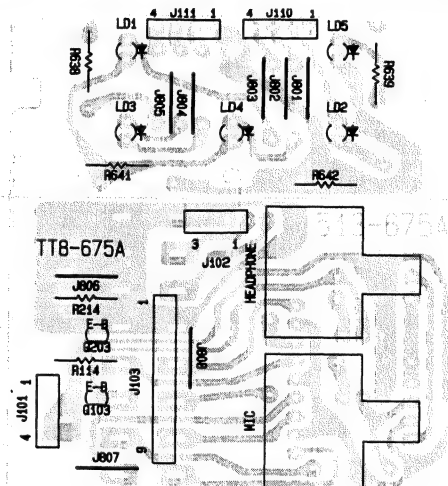 LD1 4 J111 1 4 J110 1 LD5
R638 R639
J805 J804 J803 J802 J801
LD3 LD4 LD2
R641 R642
TT8-675A
3 1
J102
HEADPHONE
J806
R214
E-B
Q203
R114
E-B
Q103
J807
1
J101
4
1
J103
9
J808
MIC